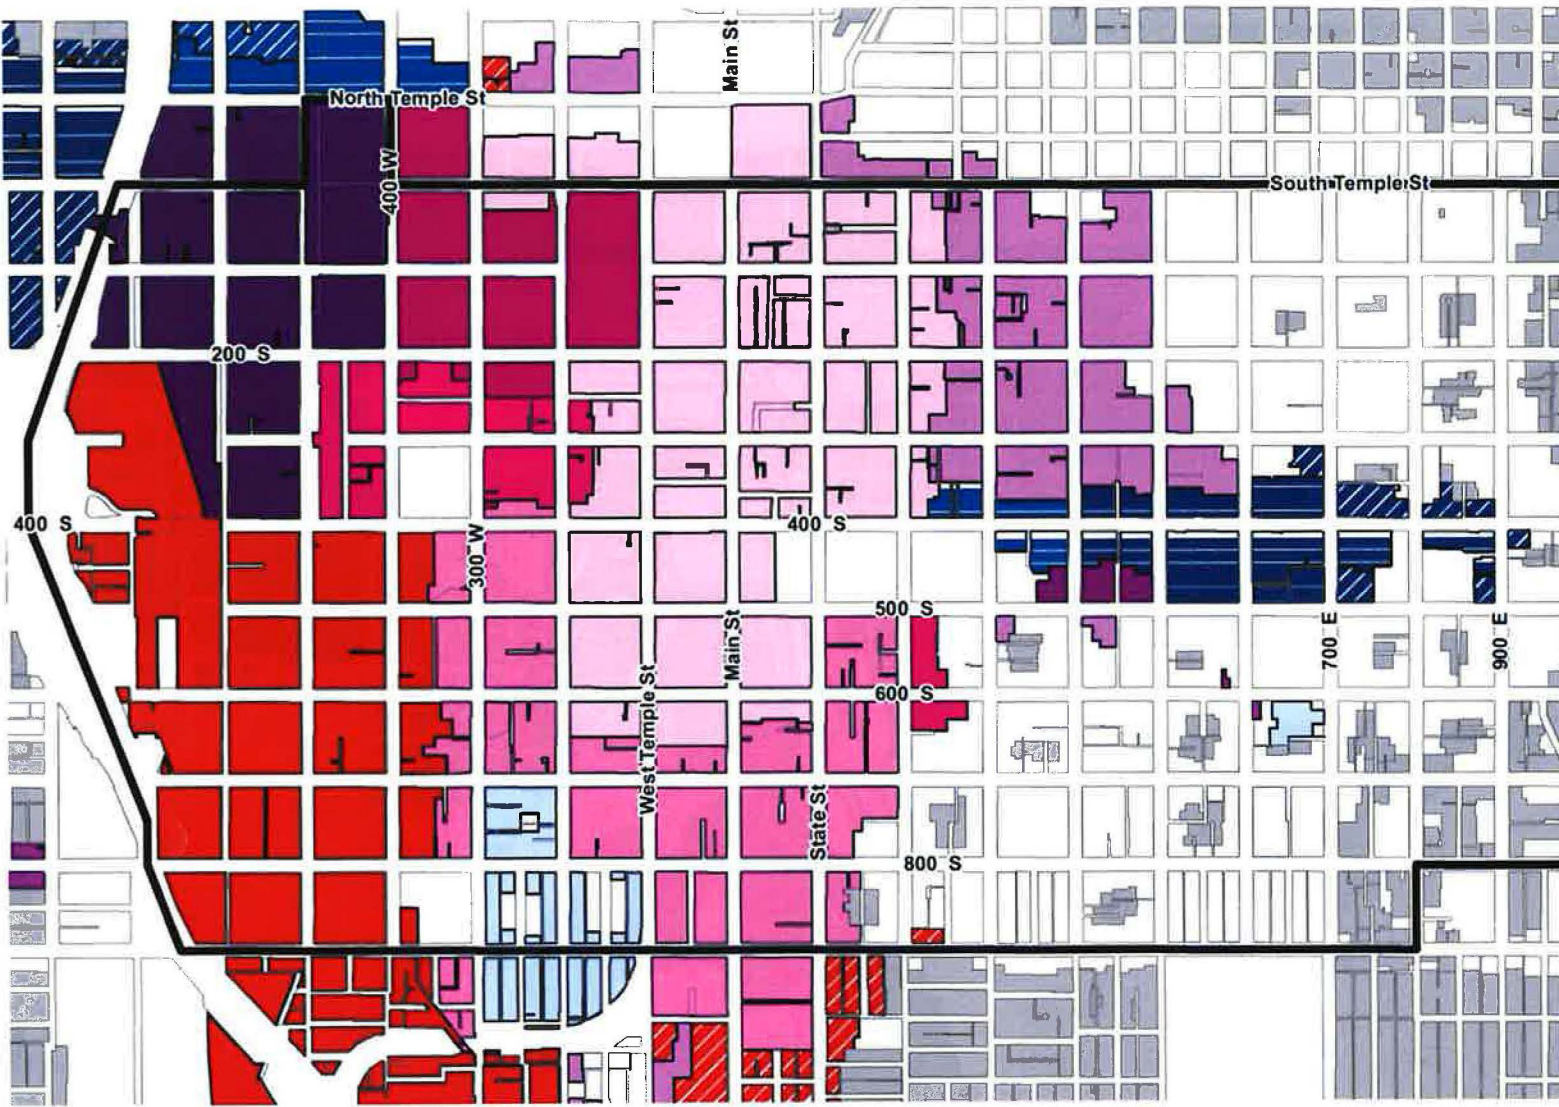 Main St
North Temple St
400 W
South Temple St
200 S
400 S
400 S
300 W
500 S
Main St
700 E
900 E
West Temple St
600 S
State St
800 S